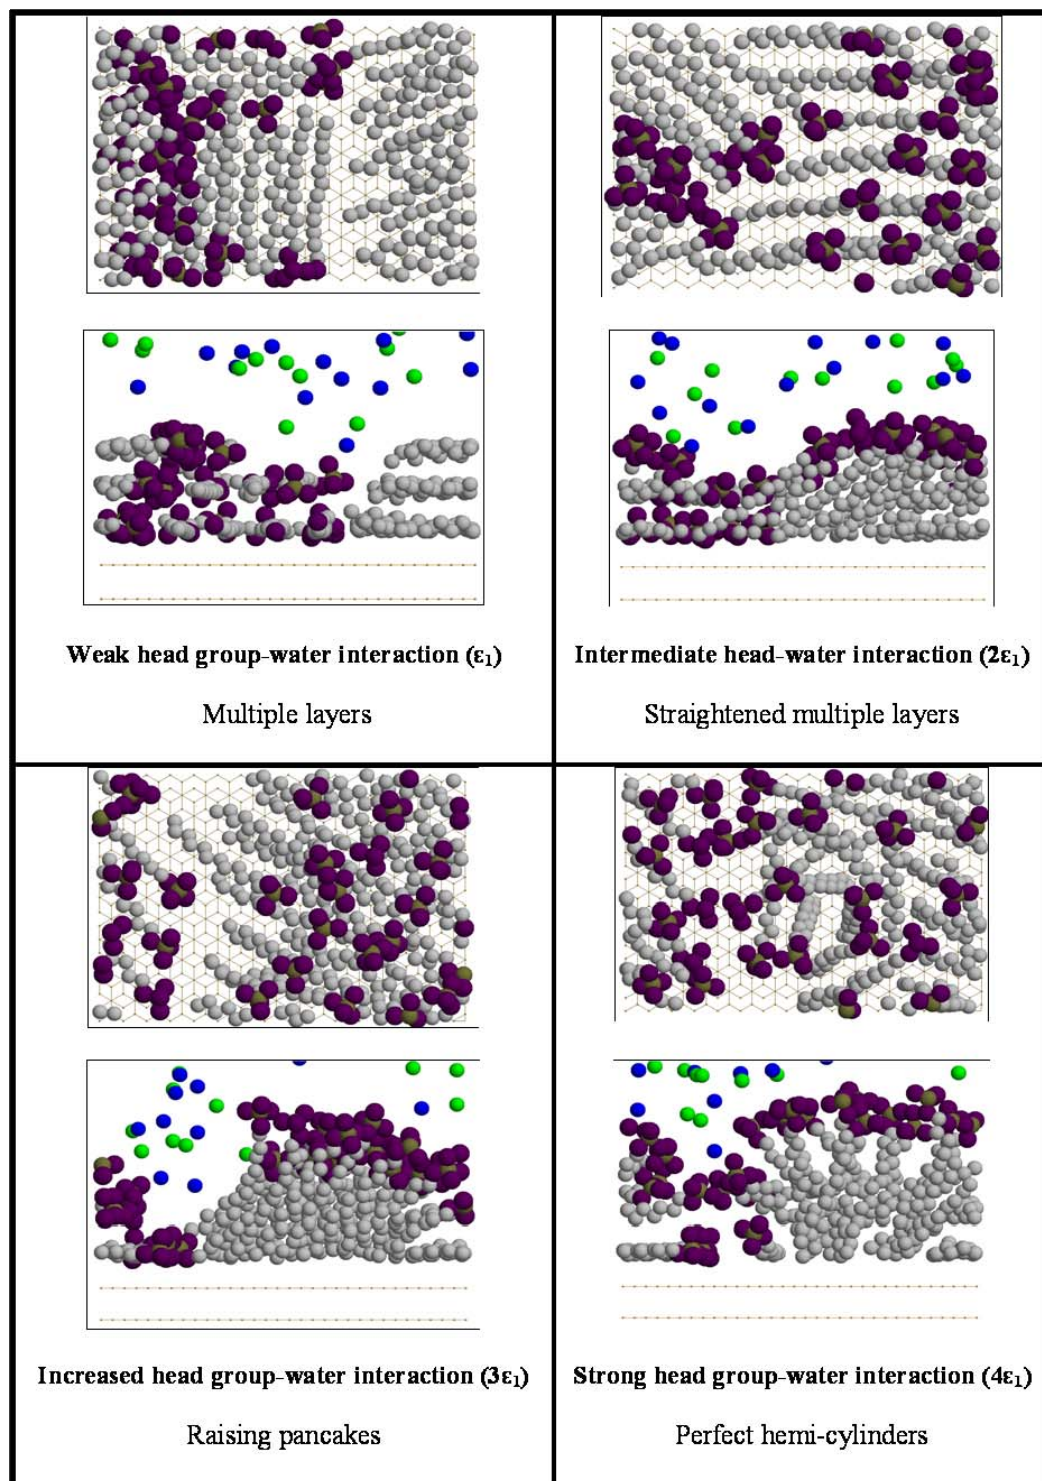 Weak head group-water interaction (ε₁)
Multiple layers
Intermediate head-water interaction (2ε₁)
Straightened multiple layers
Increased head group-water interaction (3ε₁)
Raising pancakes
Strong head group-water interaction (4ε₁)
Perfect hemi-cylinders